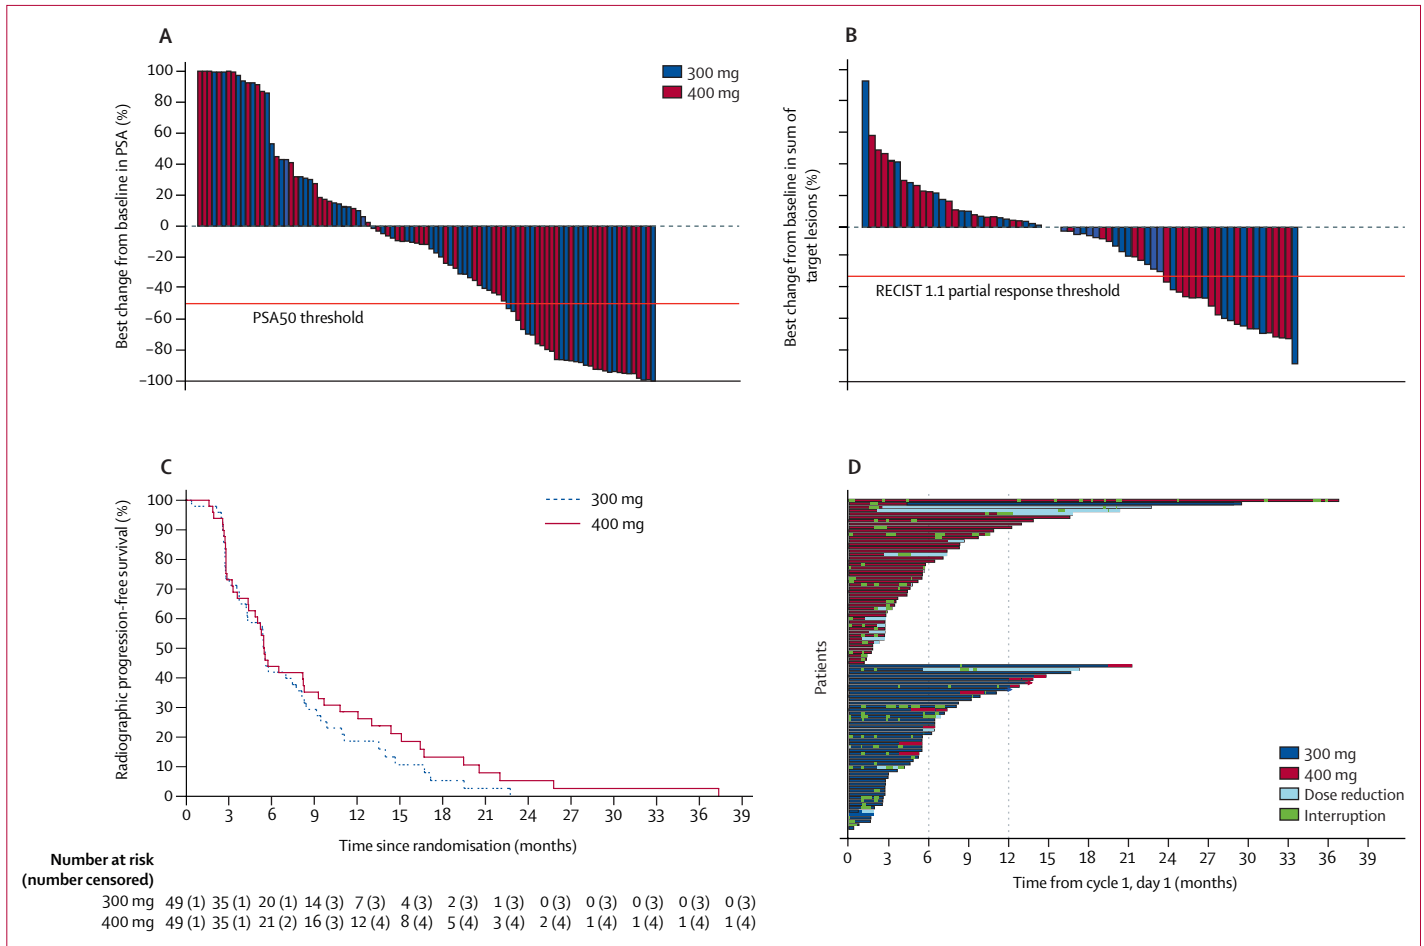 A
100
80
60
40
20
0
–20
–40
–60
–80
–100
Best change from baseline in PSA (%)
300 mg
400 mg
PSA50 threshold
B
Best change from baseline in sum of
target lesions (%)
RECIST 1.1 partial response threshold
C
100
90
80
70
60
50
40
30
20
10
0
Radiographic progression-free survival (%)
300 mg
400 mg
0 3 6 9 12 15 18 21 24 27 30 33 36 39
Time since randomisation (months)
Number at risk
(number censored)
300 mg 49 (1) 35 (1) 20 (1) 14 (3) 7 (3) 4 (3) 2 (3) 1 (3) 0 (3) 0 (3) 0 (3) 0 (3) 0 (3)
400 mg 49 (1) 35 (1) 21 (2) 16 (3) 12 (4) 8 (4) 5 (4) 3 (4) 2 (4) 1 (4) 1 (4) 1 (4) 1 (4)
D
Patients
300 mg
400 mg
Dose reduction
Interruption
0 3 6 9 12 15 18 21 24 27 30 33 36 39
Time from cycle 1, day 1 (months)